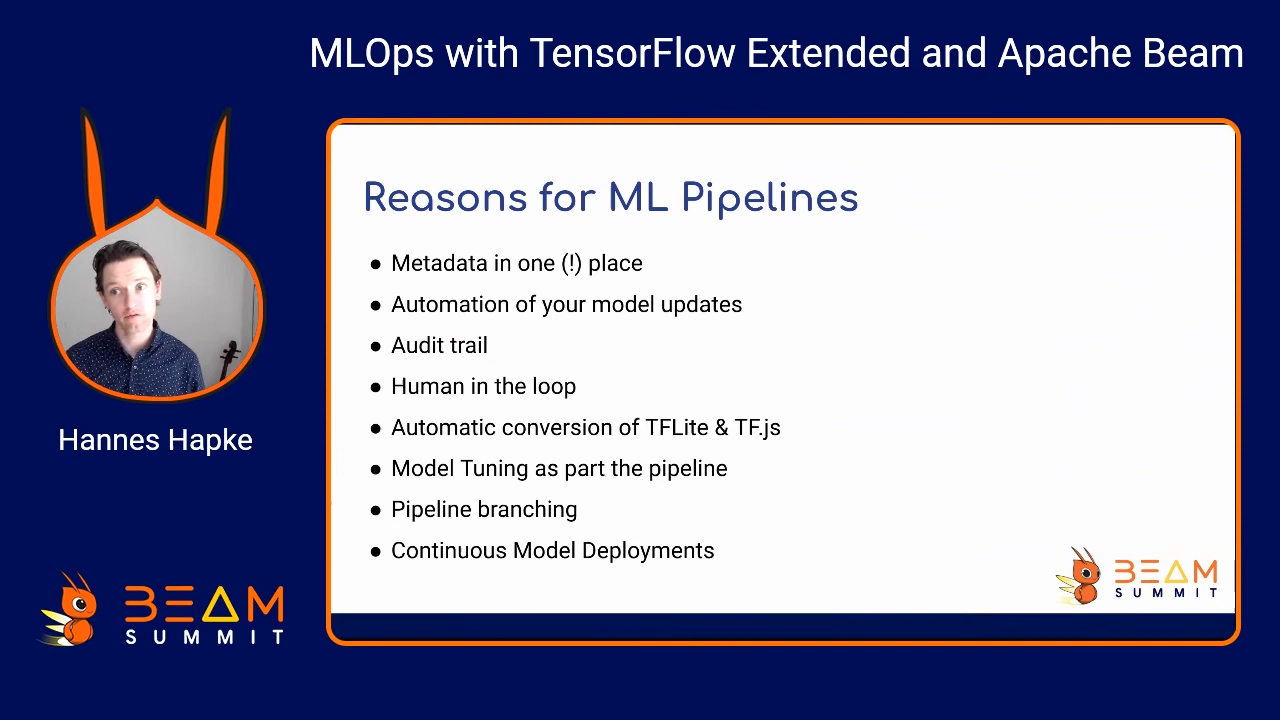 MLOps with TensorFlow Extended and Apache Beam
Reasons for ML Pipelines
● Metadata in one (!) place
● Automation of your model updates
● Audit trail
● Human in the loop
● Automatic conversion of TFLite & TF.js
● Model Tuning as part the pipeline
● Pipeline branching
● Continuous Model Deployments
BEAM
SUMMIT
Hannes Hapke
BEAM
SUMMIT